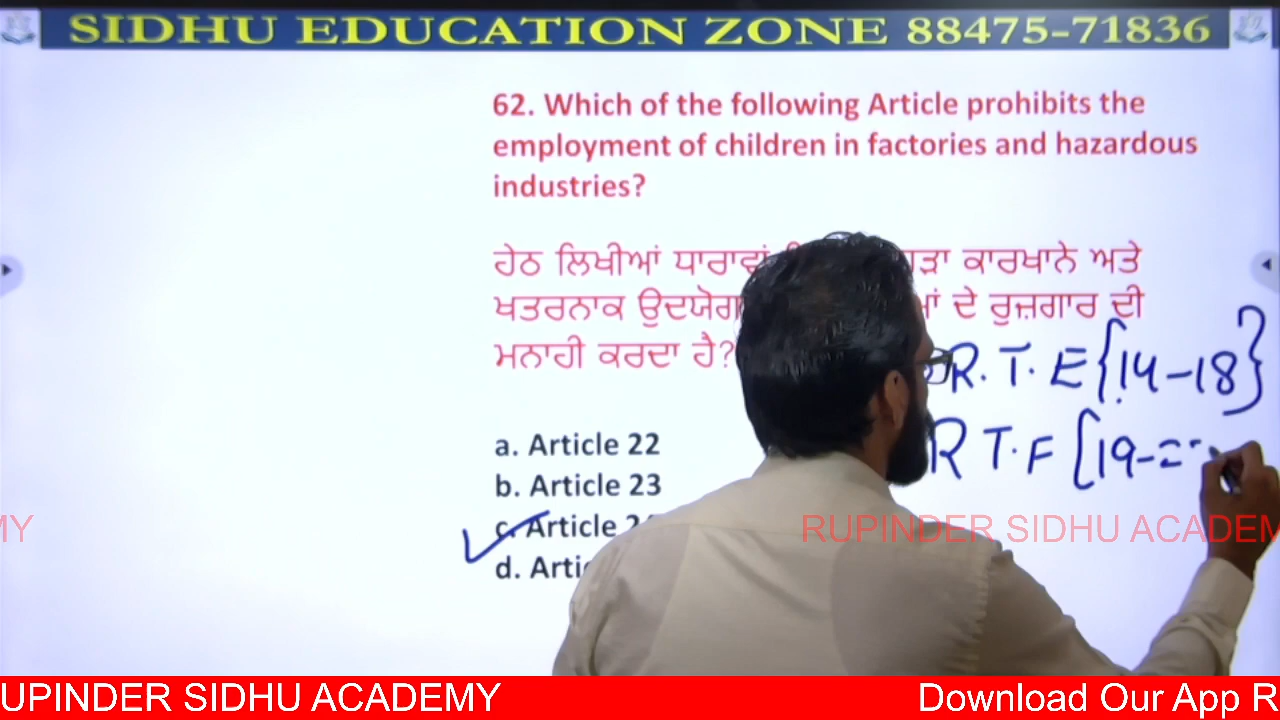 SIDHU EDUCATION ZONE 88475-71836
62. Which of the following Article prohibits the
employment of children in factories and hazardous
industries?
ਹੇਠ ਲਿਖੀਆਂ ਧਾਰਾਵਾਂ ਕਾਰਖਾਨੇ ਅਤੇ
ਖਤਰਨਾਕ ਦੇ ਰੁਜ਼ਗਾਰ ਦੀ
ਮਨਾਹੀ ਕਰਦਾ ਹੈ?
R.T.E {14-18}
a. Article 22
R T.F [19-
b. Article 23
c. Article
d.
MY
RUPINDER SIDHU ACADEM
UPINDER SIDHU ACADEMY
Download Our App R